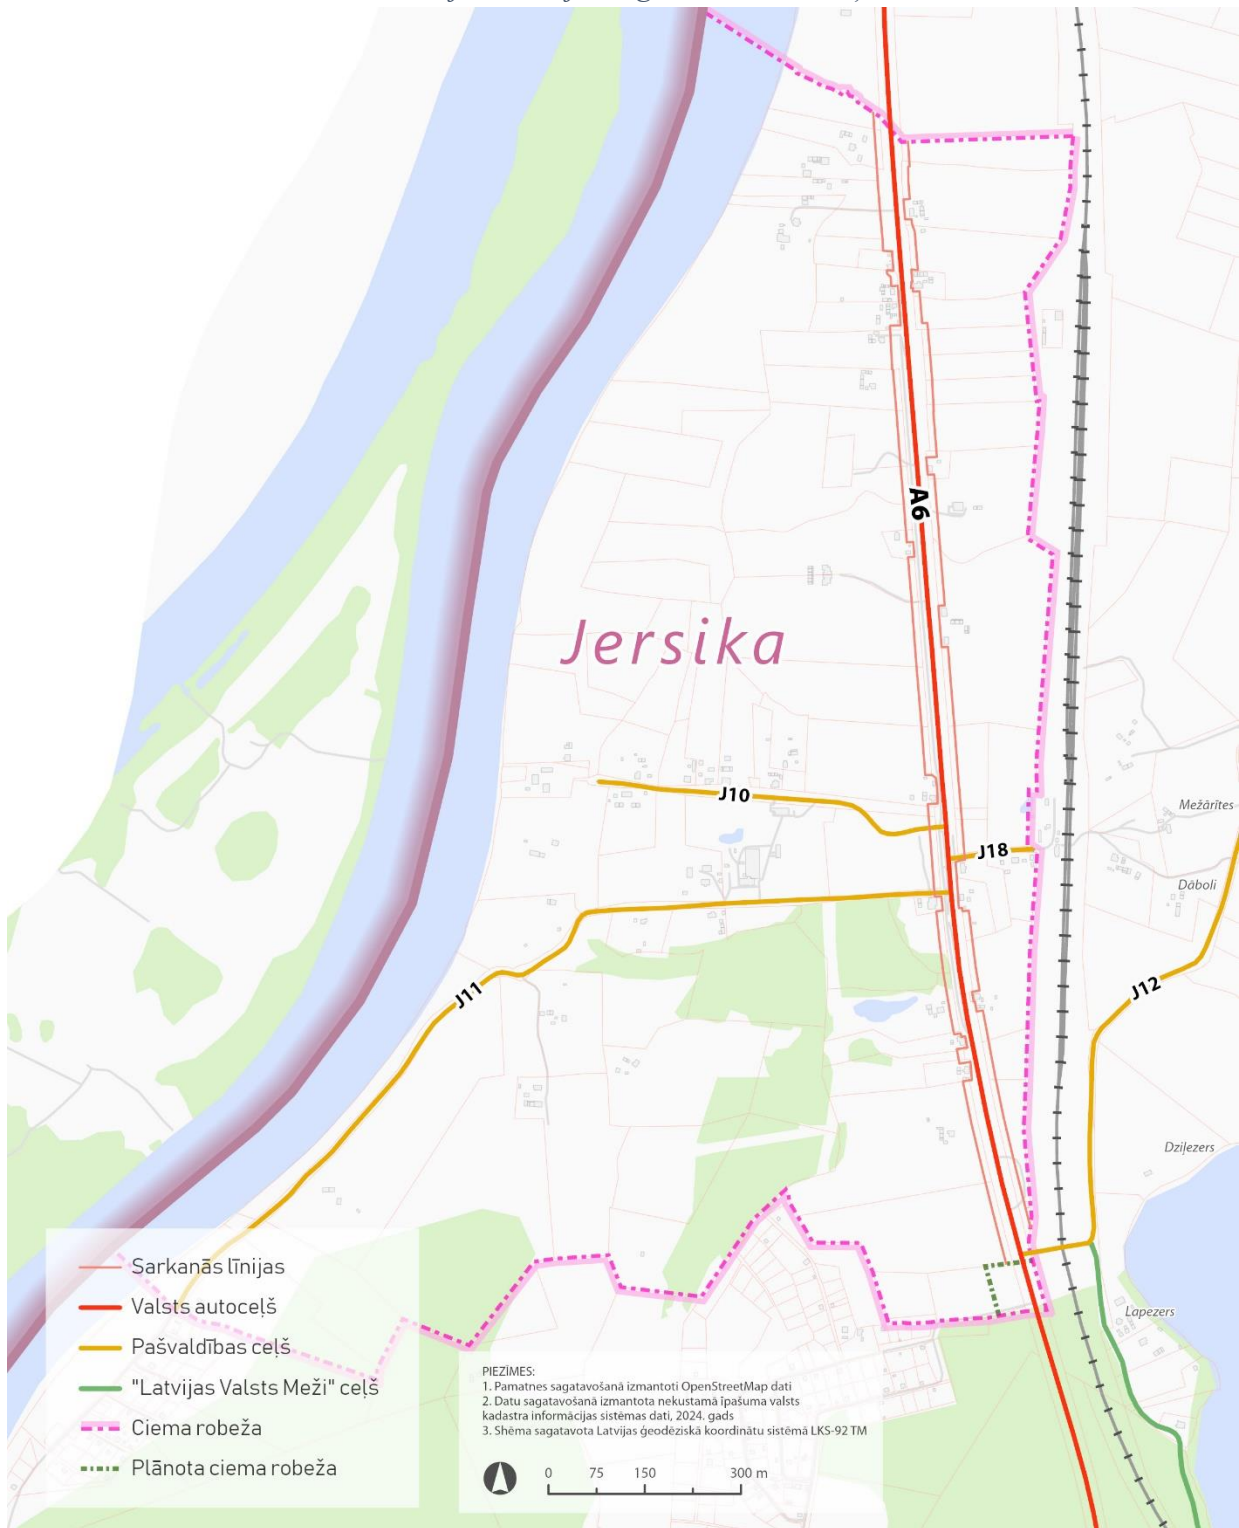 A6
Jersika
J10
Mežārītes
J18
Dāboli
J11
J12
Dziļezers
Sarkanās līnijas
Valsts autoceļš
Lapezers
Pašvaldības ceļš
"Latvijas Valsts Meži" ceļš
Ciema robeža
Plānota ciema robeža
PIEZĪMES:
1. Pamatnes sagatavošanā izmantoti OpenStreetMap dati
2. Datu sagatavošanā izmantota nekustamā īpašuma valsts
kadastra informācijas sistēmas dati, 2024. gads
3. Shēma sagatavota Latvijas ģeodēziskā koordinātu sistēmā LKS-92 TM
0 75 150 300 m